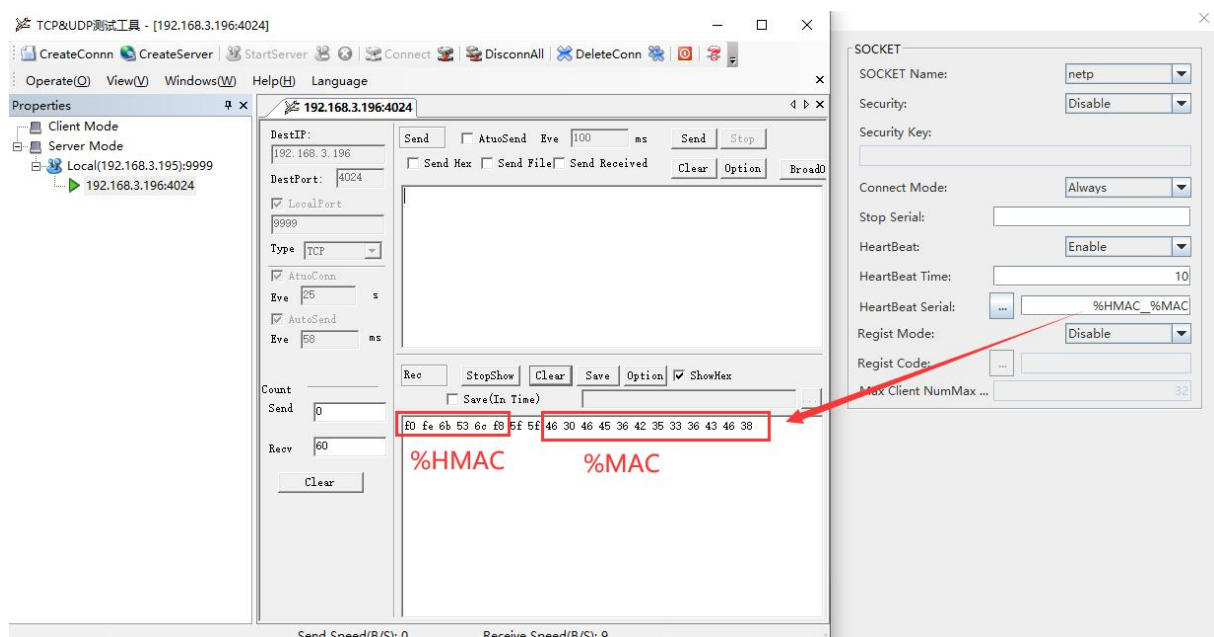 TCP&UDP测试工具 - [192.168.3.196:4024]
CreateConnn CreateServer StartServer Connect DisconnAll DeleteConn
Operate(O) View(V) Windows(W) Help(H) Language
Properties
Client Mode
Server Mode
Local(192.168.3.195):9999
192.168.3.196:4024
192.168.3.196:4024
DestIP:
192.168.3.196
DestPort: 4024
LocalPort
9999
Type TCP
AtuoConn
Eve 25 s
AutoSend
Eve 58 ms
Count
Send 0
Recv 60
Clear
Send AtuoSend Eve 100 ms Send Stop
Send Hex Send File Send Received Clear Option BroadO
Rec StopShow Clear Save Option ShowHex
Save(In Time) ...
f0 fe 6b 53 6c f8 5f 5f 46 30 46 45 36 42 35 33 36 43 46 38
%HMAC %MAC
Send Speed(B/S): 0 Receive Speed(B/S): 9
SOCKET
SOCKET Name: netp
Security: Disable
Security Key:
Connect Mode: Always
Stop Serial:
HeartBeat: Enable
HeartBeat Time: 10
HeartBeat Serial: ... %HMAC__%MAC
Regist Mode: Disable
Regist Code: ...
Max Client NumMax ... 32